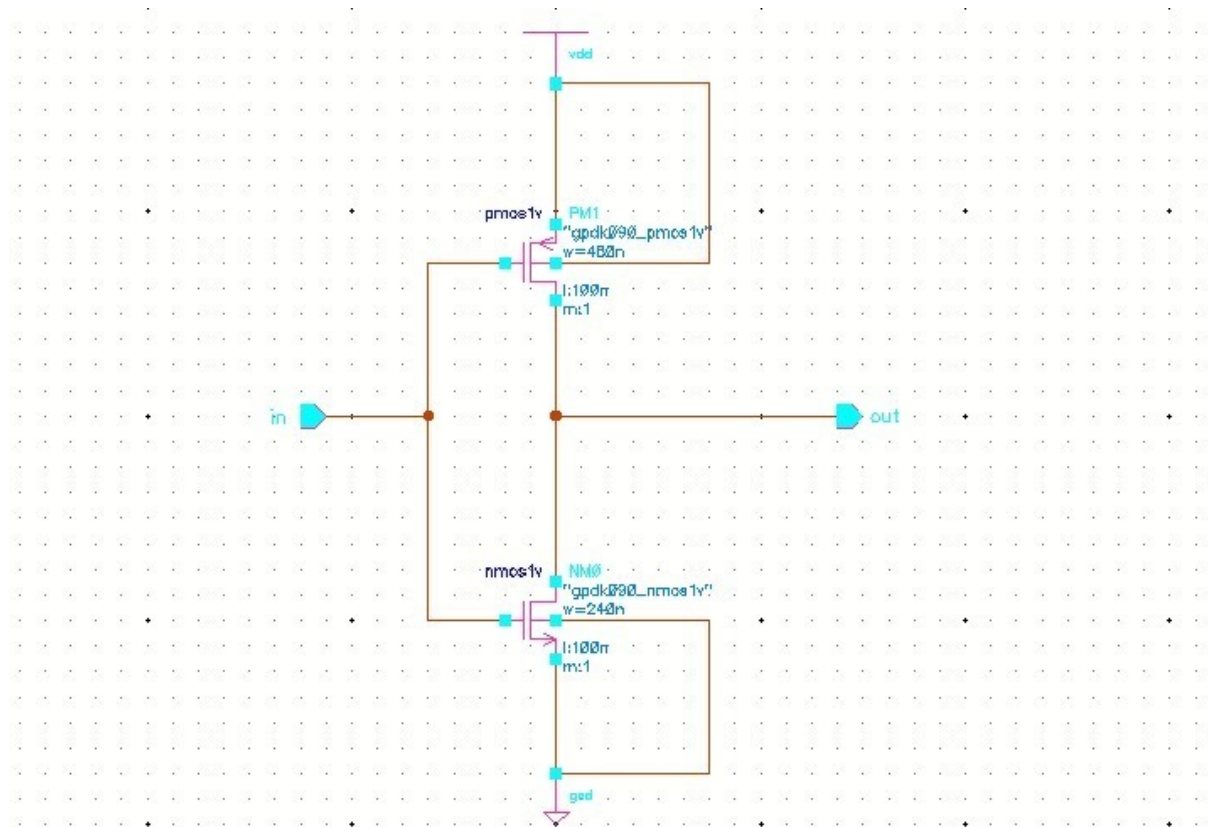 vdd
pmos1v PM1
"gpdk090_pmos1v"
w=480n
l:100n
m:1
in
out
nmos1v NM0
"gpdk090_nmos1v"
w=240n
l:100n
m:1
gnd